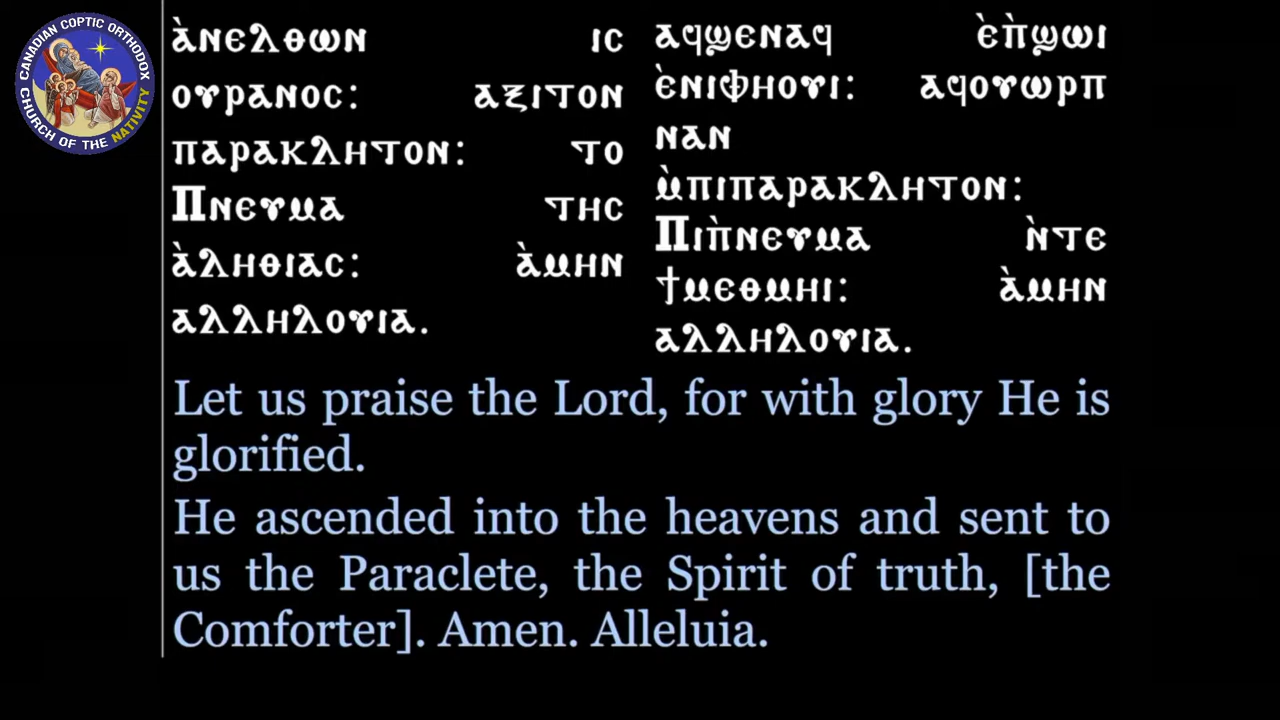 CANADIAN COPTIC ORTHODOX
CHURCH OF THE NATIVITY
ⲁ̀ⲛⲉⲗⲑⲱⲛ ⲓⲥ
ⲟⲩⲣⲁⲛⲟⲥ: ⲁⲝⲓⲧⲟⲛ
ⲡⲁⲣⲁⲕⲗⲏⲧⲟⲛ: ⲧⲟ
Ⲡⲛⲉⲩⲙⲁ ⲧⲏⲥ
ⲁ̀ⲗⲏⲑⲓⲁⲥ: ⲁ̀ⲙⲏⲛ
ⲁⲗⲗⲏⲗⲟⲩⲓⲁ.
ⲁϥϣⲉⲛⲁϥ ⲉ̀ⲡ̀ϣⲱⲓ
ⲉ̀ⲛⲓⲫⲏⲟⲩⲓ: ⲁϥⲟⲩⲱⲣⲡ
ⲛⲁⲛ
ⲙ̀ⲡⲓⲡⲁⲣⲁⲕⲗⲏⲧⲟⲛ:
Ⲡⲓⲡ̀ⲛⲉⲩⲙⲁ ⲛ̀ⲧⲉ
ϯⲙⲉⲑⲙⲏⲓ: ⲁ̀ⲙⲏⲛ
ⲁⲗⲗⲏⲗⲟⲩⲓⲁ.
Let us praise the Lord, for with glory He is
glorified.
He ascended into the heavens and sent to
us the Paraclete, the Spirit of truth, [the
Comforter]. Amen. Alleluia.